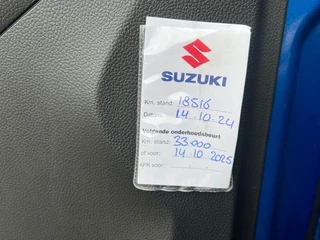 SUZUKI
Km. stand: 18516
Datum: 14 10-24
Volgende onderhoudsbeurt
Km. stand: 33.000
of voor: 14 10 2025
APK voor: